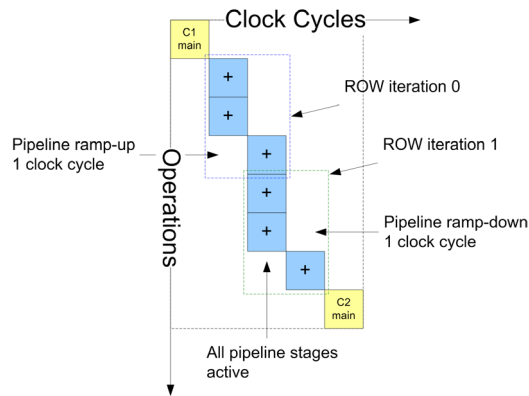 Clock Cycles
C1
main
+
+
ROW iteration 0
Pipeline ramp-up
1 clock cycle
+
ROW iteration 1
Operations
+
+
Pipeline ramp-down
1 clock cycle
+
C2
main
All pipeline stages
active